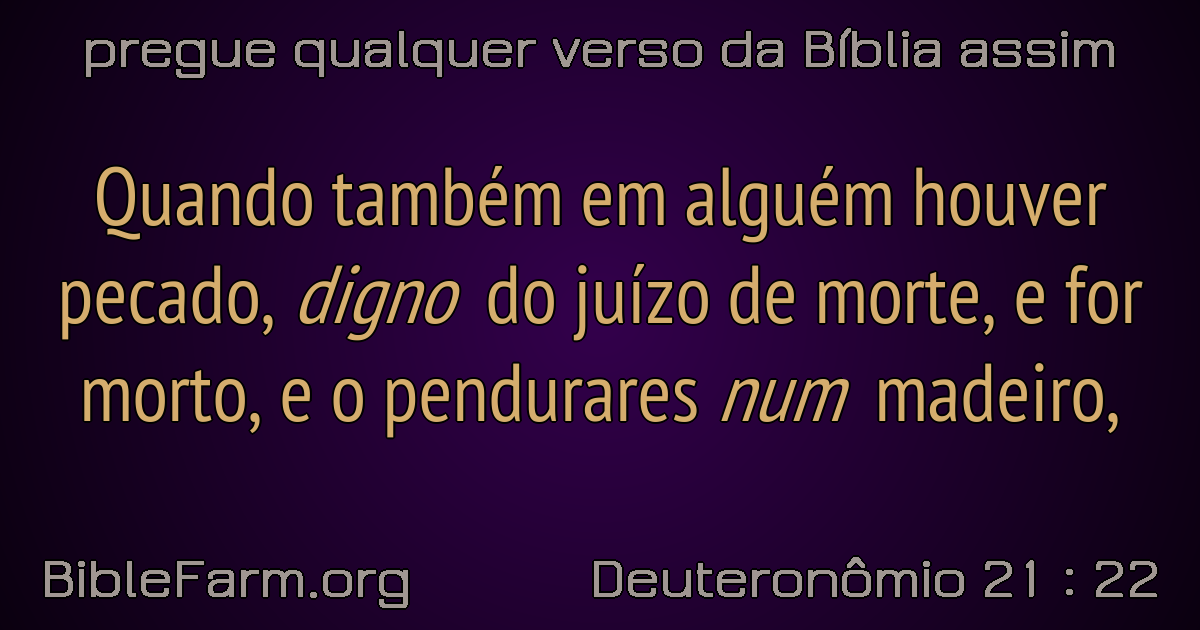 pregue qualquer verso da Bíblia assim
Quando também em alguém houver
pecado, digno do juízo de morte, e for
morto, e o pendurares num madeiro,
BibleFarm.org
Deuteronômio 21 : 22